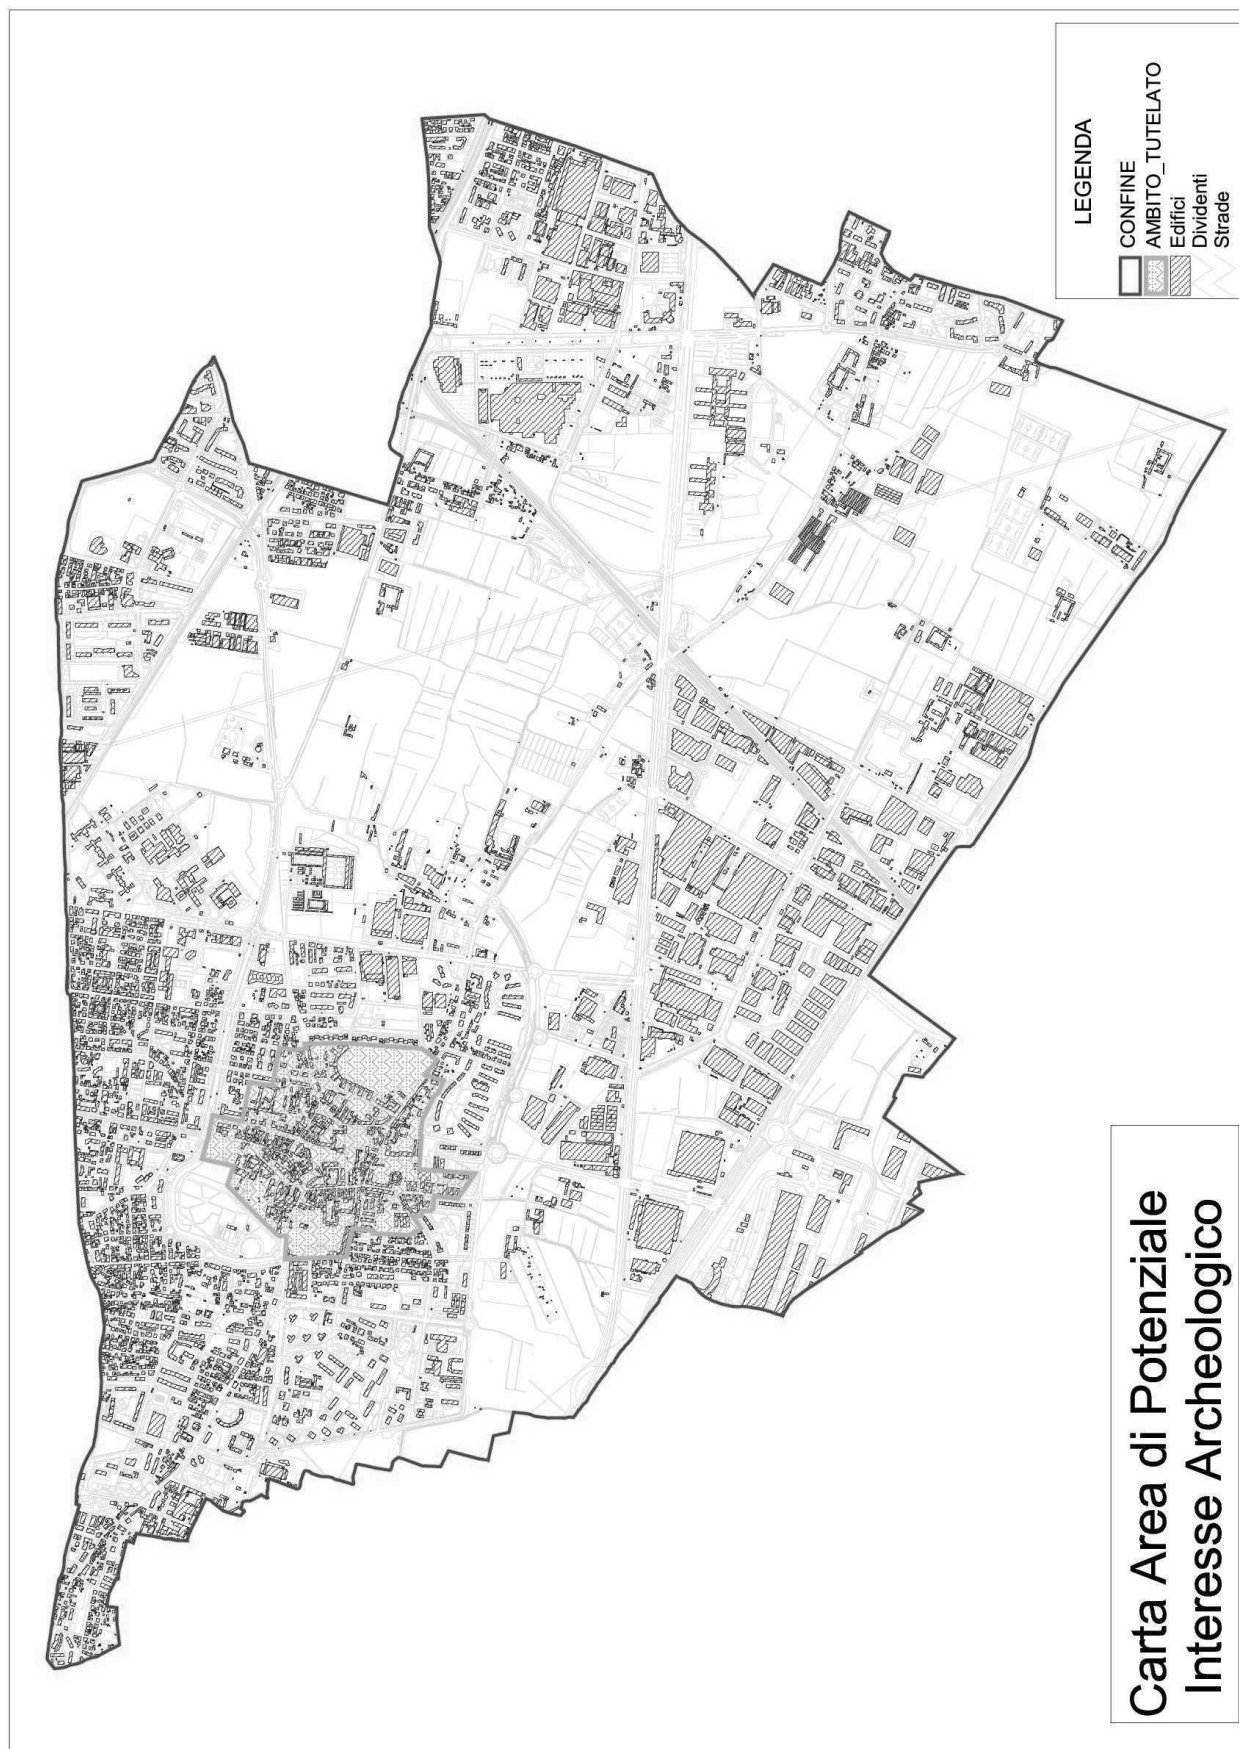 Carta Area di Potenziale
Interesse Archeologico
LEGENDA
CONFINE
AMBITO_TUTELATO
Edifici
Dividenti
Strade